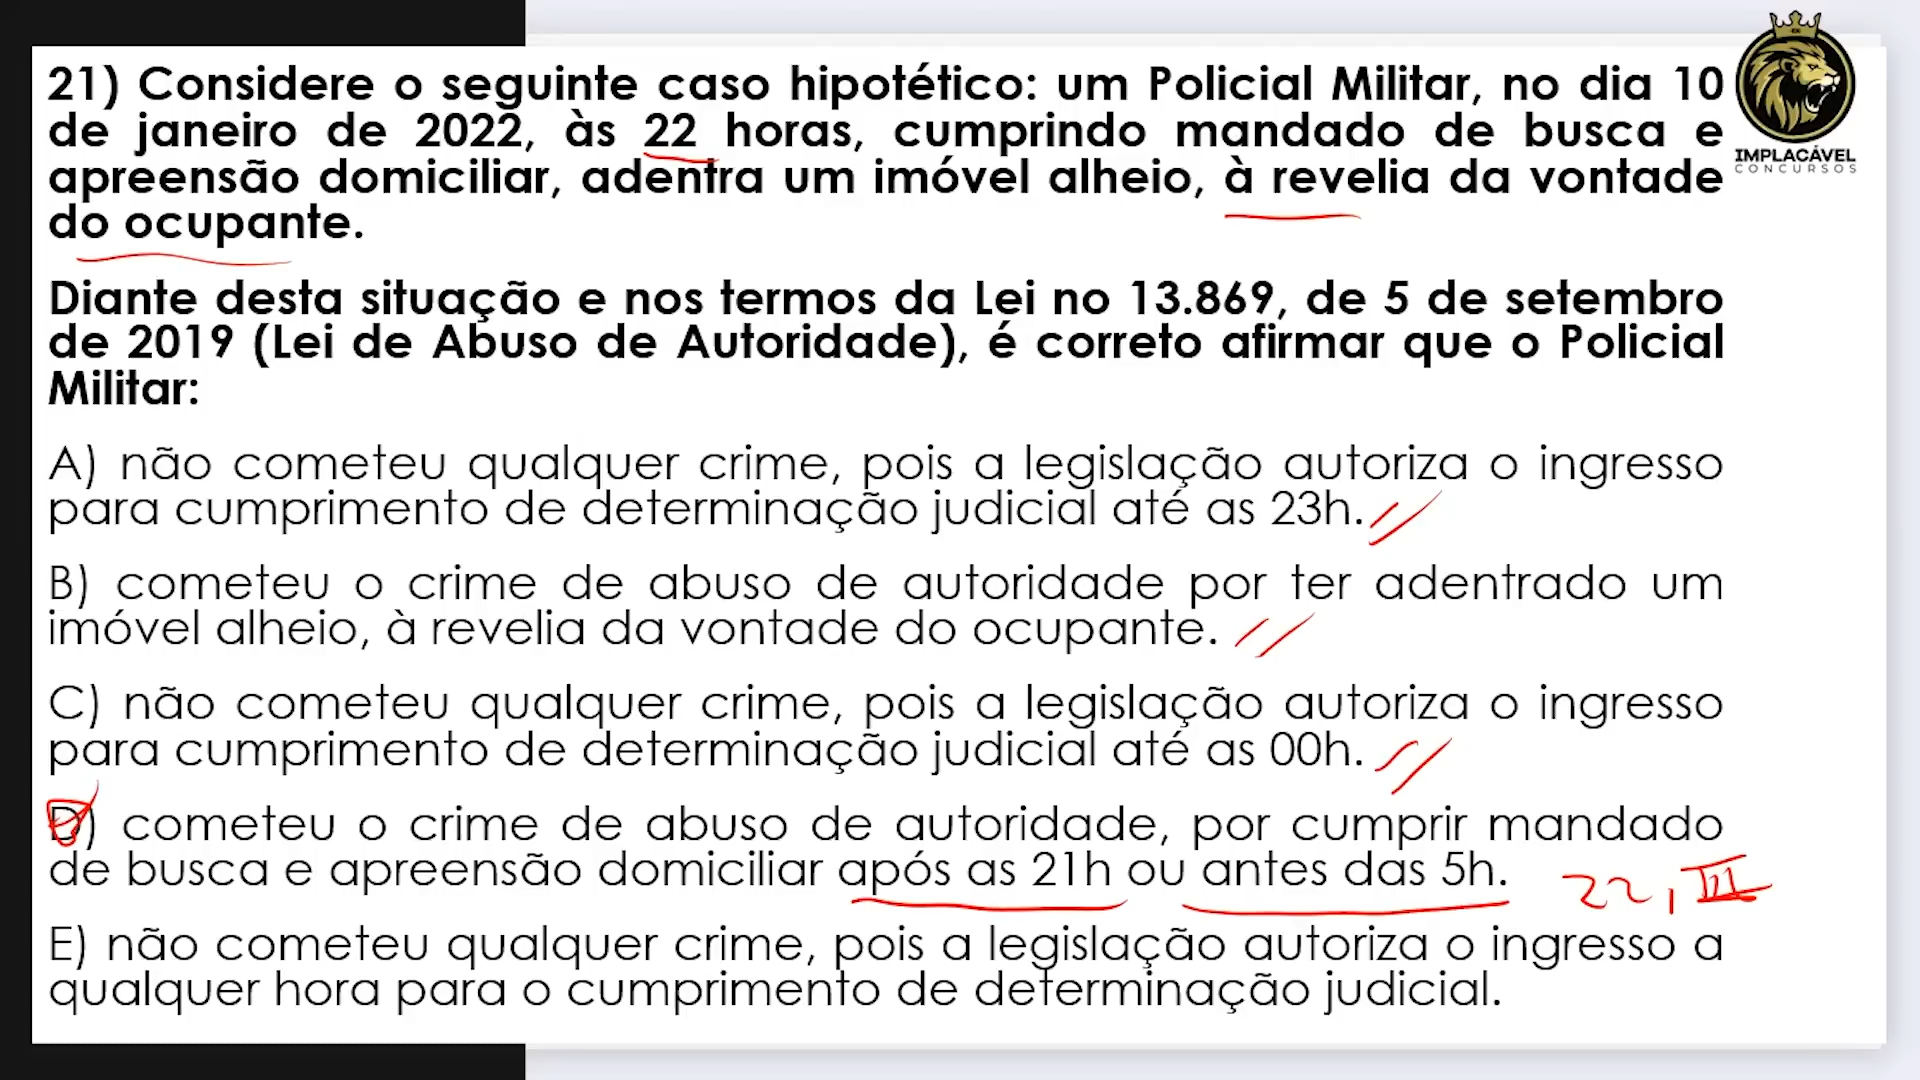 21) Considere o seguinte caso hipotético: um Policial Militar, no dia 10
de janeiro de 2022, às 22 horas, cumprindo mandado de busca e
apreensão domiciliar, adentra um imóvel alheio, à revelia da vontade
do ocupante.
IMPLACÁVEL
CONCURSOS
Diante desta situação e nos termos da Lei no 13.869, de 5 de setembro
de 2019 (Lei de Abuso de Autoridade), é correto afirmar que o Policial
Militar:
A) não cometeu qualquer crime, pois a legislação autoriza o ingresso
para cumprimento de determinação judicial até as 23h.
B) cometeu o crime de abuso de autoridade por ter adentrado um
imóvel alheio, à revelia da vontade do ocupante.
C) não cometeu qualquer crime, pois a legislação autoriza o ingresso
para cumprimento de determinação judicial até as 00h.
D) cometeu o crime de abuso de autoridade, por cumprir mandado
de busca e apreensão domiciliar após as 21h ou antes das 5h.
22, III
E) não cometeu qualquer crime, pois a legislação autoriza o ingresso a
qualquer hora para o cumprimento de determinação judicial.